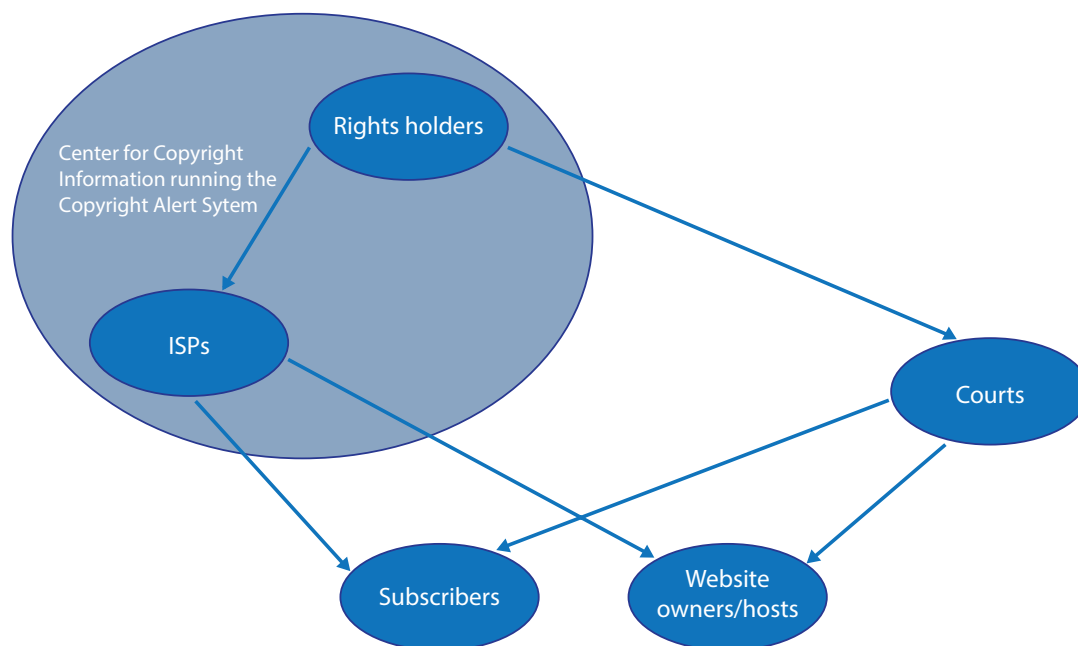 Rights holders
Center for Copyright
Information running the
Copyright Alert Sytem
ISPs
Courts
Subscribers
Website
owners/hosts